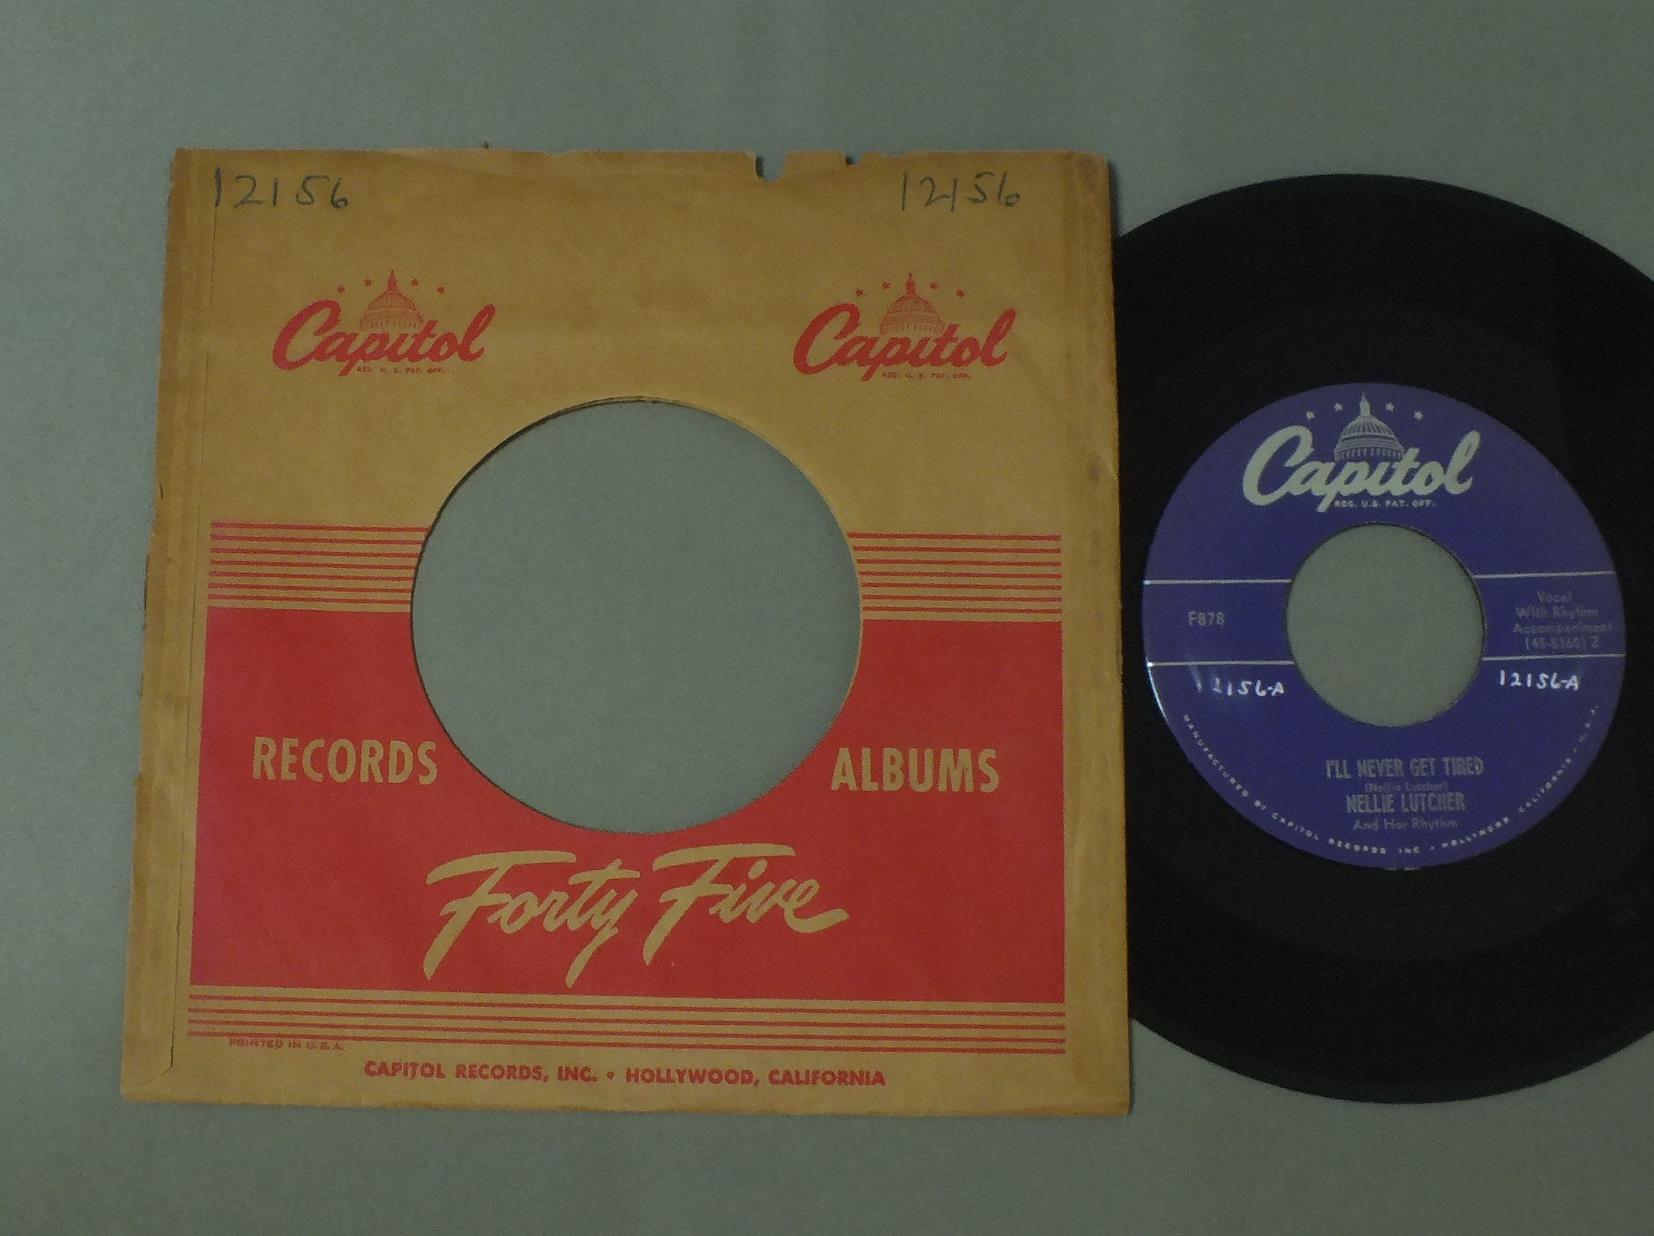 12156 12156
Capitol Capitol
REG. U. S. PAT. OFF. REG. U. S. PAT. OFF.
RECORDS ALBUMS
Forty Five
PRINTED IN U.S.A.
CAPITOL RECORDS, INC. • HOLLYWOOD, CALIFORNIA
Capitol
REG. U.S. PAT. OFF.
F878
Vocal
With Rhythm
Accompaniment
12156-A 12156-A
I'LL NEVER GET TIRED
(Nellie Lutcher)
NELLIE LUTCHER
And Her Rhythm
MANUFACTURED BY CAPITOL RECORDS INC • HOLLYWOOD CALIFORNIA • U.S.A.